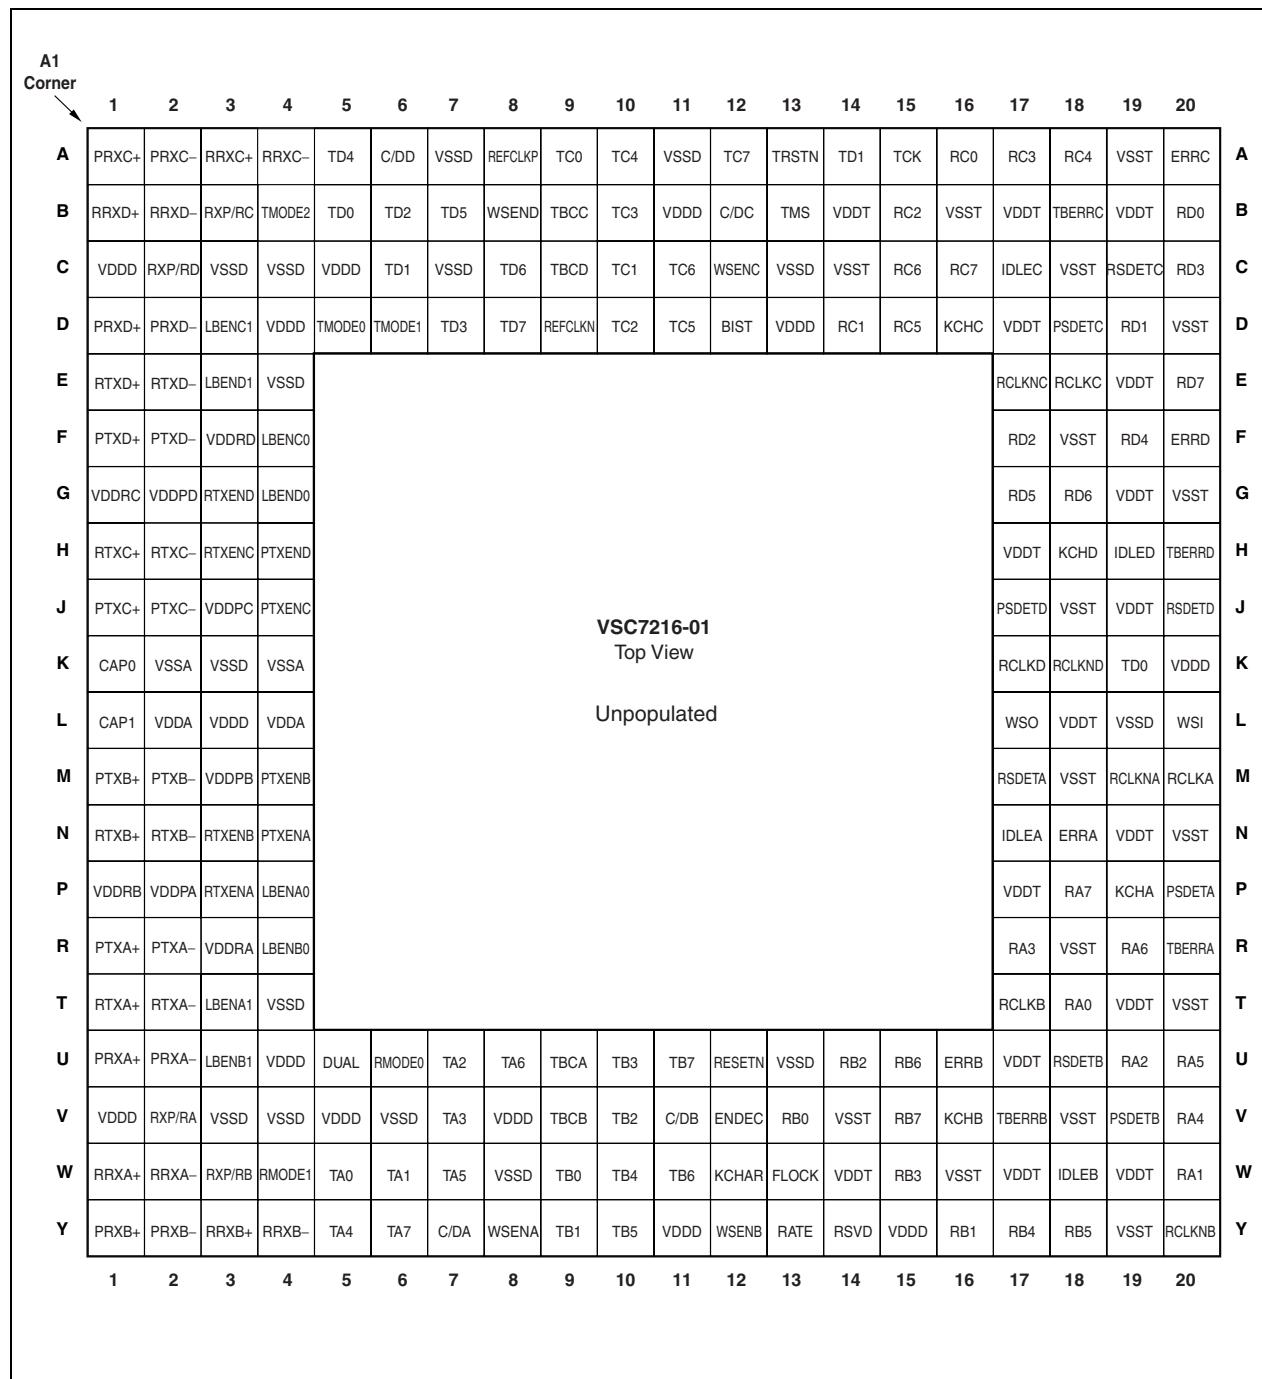 A1
Corner
1 2 3 4 5 6 7 8 9 10 11 12 13 14 15 16 17 18 19 20
A PRXC+ PRXC– RRXC+ RRXC– TD4 C/DD VSSD REFCLKP TC0 TC4 VSSD TC7 TRSTN TD1 TCK RC0 RC3 RC4 VSST ERRC A
B RRXD+ RRXD– RXP/RC TMODE2 TD0 TD2 TD5 WSEND TBCC TC3 VDDD C/DC TMS VDDT RC2 VSST VDDT TBERRC VDDT RD0 B
C VDDD RXP/RD VSSD VSSD VDDD TD1 VSSD TD6 TBCD TC1 TC6 WSENC VSSD VSST RC6 RC7 IDLEC VSST RSDETC RD3 C
D PRXD+ PRXD– LBENC1 VDDD TMODE0 TMODE1 TD3 TD7 REFCLKN TC2 TC5 BIST VDDD RC1 RC5 KCHC VDDT PSDETC RD1 VSST D
E RTXD+ RTXD– LBEND1 VSSD RCLKNC RCLKC VDDT RD7 E
F PTXD+ PTXD– VDDRD LBENC0 RD2 VSST RD4 ERRD F
G VDDRC VDDPD RTXEND LBEND0 RD5 RD6 VDDT VSST G
H RTXC+ RTXC– RTXENC PTXEND VDDT KCHD IDLED TBERRD H
J PTXC+ PTXC– VDDPC PTXENC PSDETD VSST VDDT RSDETD J
VSC7216-01
Top View
K CAP0 VSSA VSSD VSSA RCLKD RCLKND TD0 VDDD K
L CAP1 VDDA VDDD VDDA Unpopulated WSO VDDT VSSD WSI L
M PTXB+ PTXB– VDDPB PTXENB RSDETA VSST RCLKNA RCLKA M
N RTXB+ RTXB– RTXENB PTXENA IDLEA ERRA VDDT VSST N
P VDDRB VDDPA RTXENA LBENA0 VDDT RA7 KCHA PSDETA P
R PTXA+ PTXA– VDDRA LBENB0 RA3 VSST RA6 TBERRA R
T RTXA+ RTXA– LBENA1 VSSD RCLKB RA0 VDDT VSST T
U PRXA+ PRXA– LBENB1 VDDD DUAL RMODE0 TA2 TA6 TBCA TB3 TB7 RESETN VSSD RB2 RB6 ERRB VDDT RSDETB RA2 RA5 U
V VDDD RXP/RA VSSD VSSD VDDD VSSD TA3 VDDD TBCB TB2 C/DB ENDEC RB0 VSST RB7 KCHB TBERRB VSST PSDETB RA4 V
W RRXA+ RRXA– RXP/RB RMODE1 TA0 TA1 TA5 VSSD TB0 TB4 TB6 KCHAR FLOCK VDDT RB3 VSST VDDT IDLEB VDDT RA1 W
Y PRXB+ PRXB– RRXB+ RRXB– TA4 TA7 C/DA WSENA TB1 TB5 VDDD WSENB RATE RSVD VDDD RB1 RB4 RB5 VSST RCLKNB Y
1 2 3 4 5 6 7 8 9 10 11 12 13 14 15 16 17 18 19 20